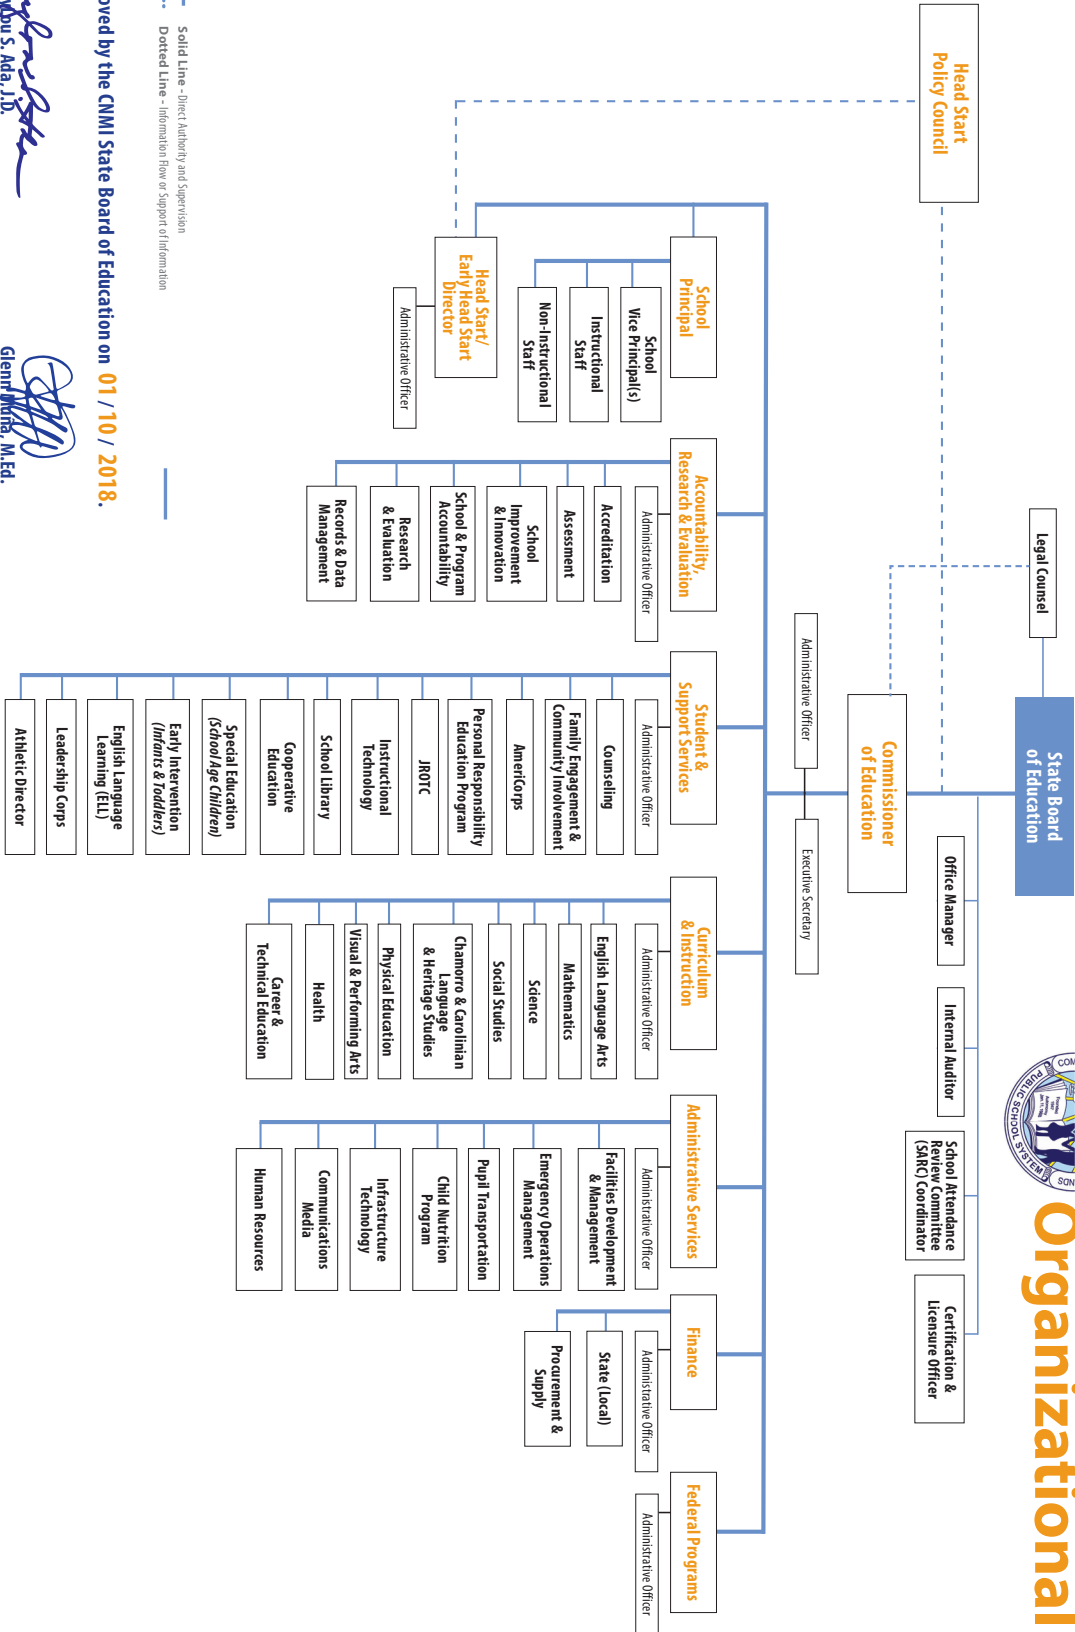 Organizational
PUBLIC SCHOOL SYSTEM
State Board
of Education
Legal Counsel
Head Start
Policy Council
Office Manager
Internal Auditor
School Attendance
Review Committee
(SARC) Coordinator
Certification &
Licensure Officer
Commissioner
of Education
Administrative Officer
Executive Secretary
School
Principal
School
Vice Principal(s)
Instructional
Staff
Non-Instructional
Staff
Head Start/
Early Head Start
Director
Administrative Officer
Accountability,
Research & Evaluation
Administrative Officer
Accreditation
Assessment
School
Improvement
& Innovation
School & Program
Accountability
Research
& Evaluation
Records & Data
Management
Student &
Support Services
Administrative Officer
Counseling
Family Engagement &
Community Involvement
AmeriCorps
Personal Responsibility
Education Program
JROTC
Instructional
Technology
School Library
Cooperative
Education
Special Education
(School Age Children)
Early Intervention
(Infants & Toddlers)
English Language
Learning (ELL)
Leadership Corps
Athletic Director
Curriculum
& Instruction
Administrative Officer
English Language Arts
Mathematics
Science
Social Studies
Chamorro & Carolinian
Language
& Heritage Studies
Physical Education
Visual & Performing Arts
Health
Career &
Technical Education
Administrative Services
Administrative Officer
Facilities Development
& Management
Emergency Operations
Management
Pupil Transportation
Child Nutrition
Program
Infrastructure
Technology
Communications
Media
Human Resources
Finance
Administrative Officer
State (Local)
Procurement &
Supply
Federal Programs
Administrative Officer
Solid Line - Direct Authority and Supervision
Dotted Line - Information Flow or Support of Information
oved by the CNMI State Board of Education on 01 / 10 / 2018.
S. Ada, J.D.
Glenn Muña, M.Ed.